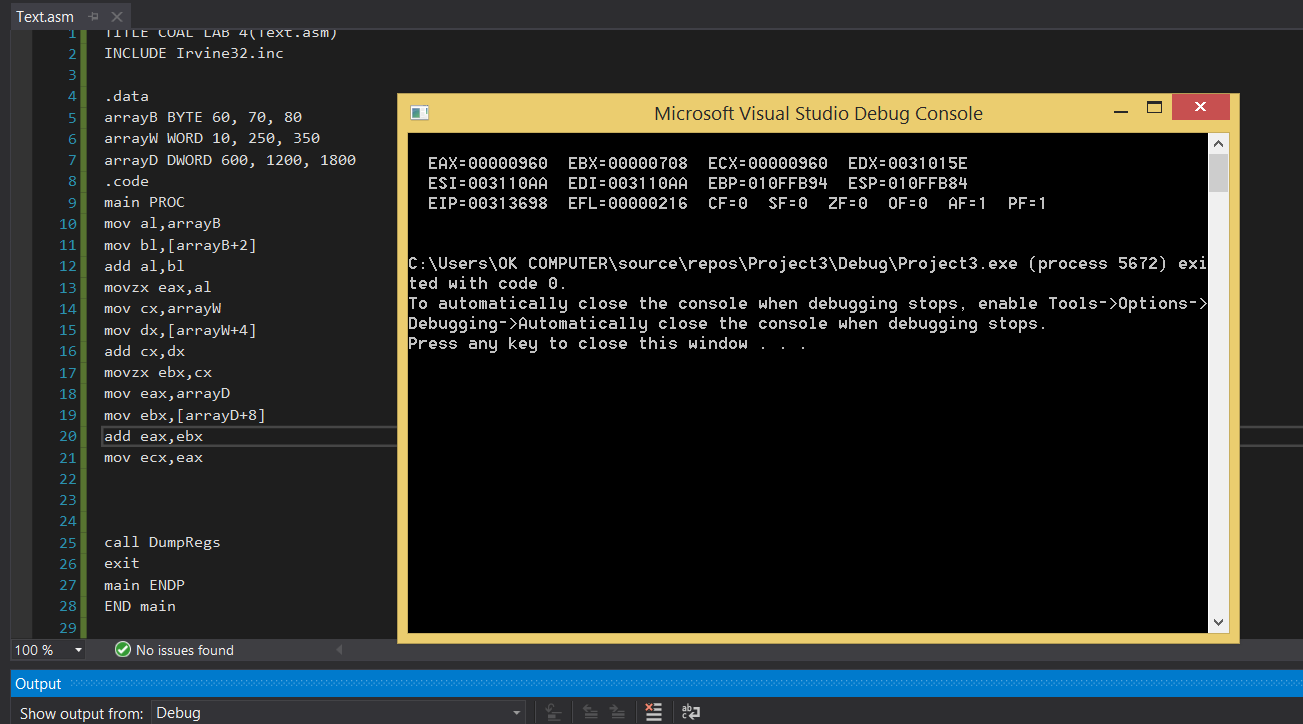 Text.asm
1 TITLE COAL LAB 4(Text.asm)
2 INCLUDE Irvine32.inc
3
4 .data
5 arrayB BYTE 60, 70, 80
6 arrayW WORD 10, 250, 350
7 arrayD DWORD 600, 1200, 1800
8 .code
9 main PROC
10 mov al,arrayB
11 mov bl,[arrayB+2]
12 add al,bl
13 movzx eax,al
14 mov cx,arrayW
15 mov dx,[arrayW+4]
16 add cx,dx
17 movzx ebx,cx
18 mov eax,arrayD
19 mov ebx,[arrayD+8]
20 add eax,ebx
21 mov ecx,eax
22
23
24
25 call DumpRegs
26 exit
27 main ENDP
28 END main
29
Microsoft Visual Studio Debug Console
EAX=00000960 EBX=00000708 ECX=00000960 EDX=0031015E
ESI=003110AA EDI=003110AA EBP=010FFB94 ESP=010FFB84
EIP=00313698 EFL=00000216 CF=0 SF=0 ZF=0 OF=0 AF=1 PF=1
C:\Users\OK COMPUTER\source\repos\Project3\Debug\Project3.exe (process 5672) exi
ted with code 0.
To automatically close the console when debugging stops, enable Tools->Options->
Debugging->Automatically close the console when debugging stops.
Press any key to close this window . . .
100 % No issues found
Output
Show output from: Debug